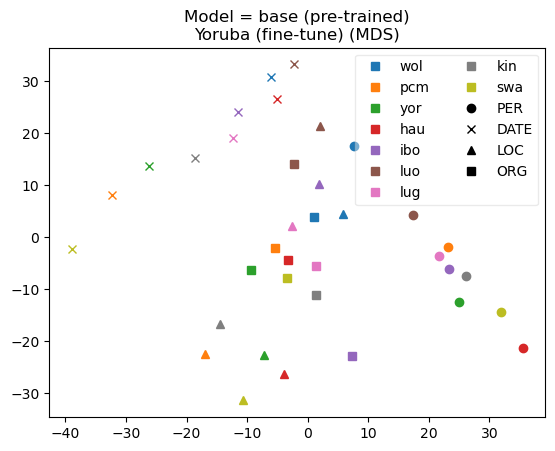 Model = base (pre-trained)
Yoruba (fine-tune) (MDS)
30
20
10
0
−10
−20
−30
−40
−30
−20
−10
0
10
20
30
wol
pcm
yor
hau
ibo
luo
lug
kin
swa
PER
DATE
LOC
ORG